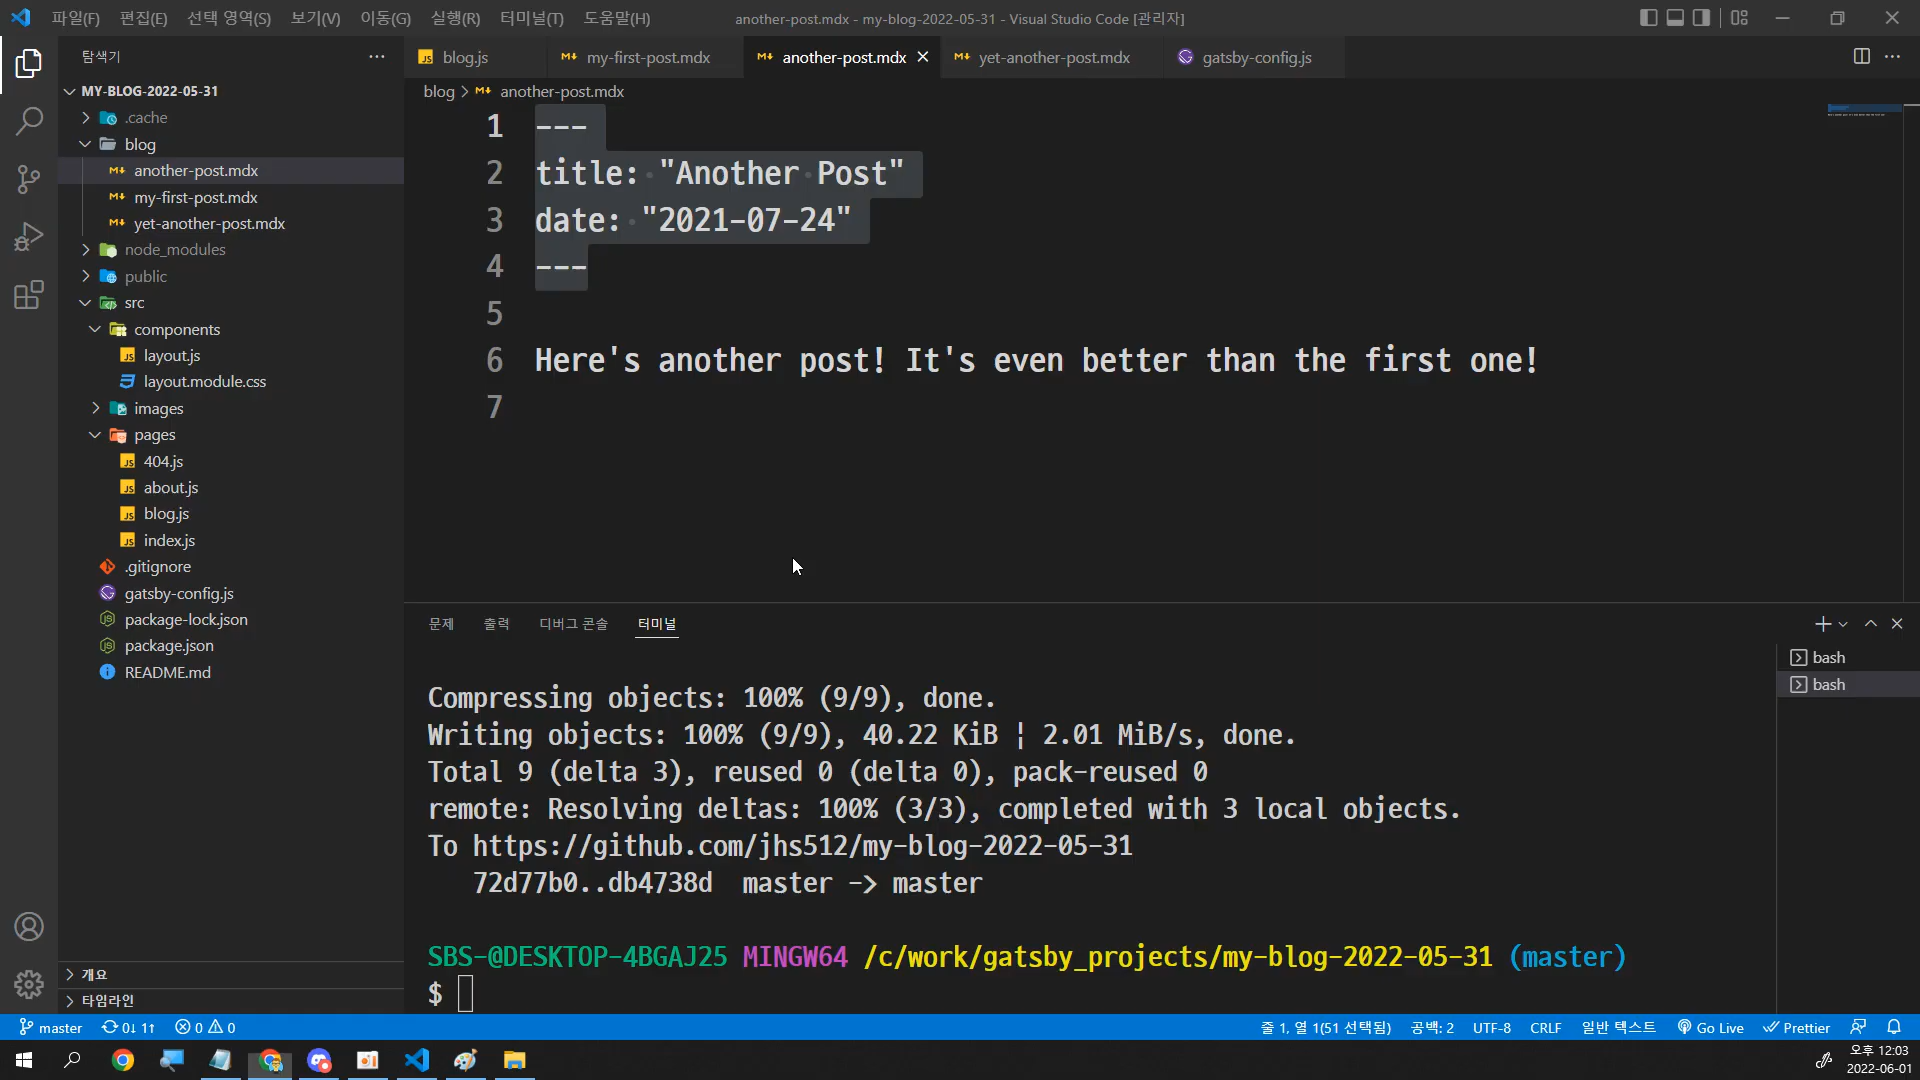 파일(F) 편집(E) 선택 영역(S) 보기(V) 이동(G) 실행(R) 터미널(T) 도움말(H)
another-post.mdx - my-blog-2022-05-31 - Visual Studio Code [관리자]
탐색기
MY-BLOG-2022-05-31
.cache
blog
another-post.mdx
my-first-post.mdx
yet-another-post.mdx
node_modules
public
src
components
layout.js
layout.module.css
images
pages
404.js
about.js
blog.js
index.js
.gitignore
gatsby-config.js
package-lock.json
package.json
README.md
개요
타임라인
blog.js my-first-post.mdx another-post.mdx yet-another-post.mdx gatsby-config.js
blog > another-post.mdx
1 ---
2 title: "Another Post"
3 date: "2021-07-24"
4 ---
5
6 Here's another post! It's even better than the first one!
7
문제 출력 디버그 콘솔 터미널
bash
bash
Compressing objects: 100% (9/9), done.
Writing objects: 100% (9/9), 40.22 KiB ¦ 2.01 MiB/s, done.
Total 9 (delta 3), reused 0 (delta 0), pack-reused 0
remote: Resolving deltas: 100% (3/3), completed with 3 local objects.
To https://github.com/jhs512/my-blog-2022-05-31
72d77b0..db4738d master -> master
SBS-@DESKTOP-4BGAJ25 MINGW64 /c/work/gatsby_projects/my-blog-2022-05-31 (master)
$
master 0↓ 1↑ 0 0 줄 1, 열 1(51 선택됨) 공백: 2 UTF-8 CRLF 일반 텍스트 Go Live Prettier
오후 12:03
2022-06-01